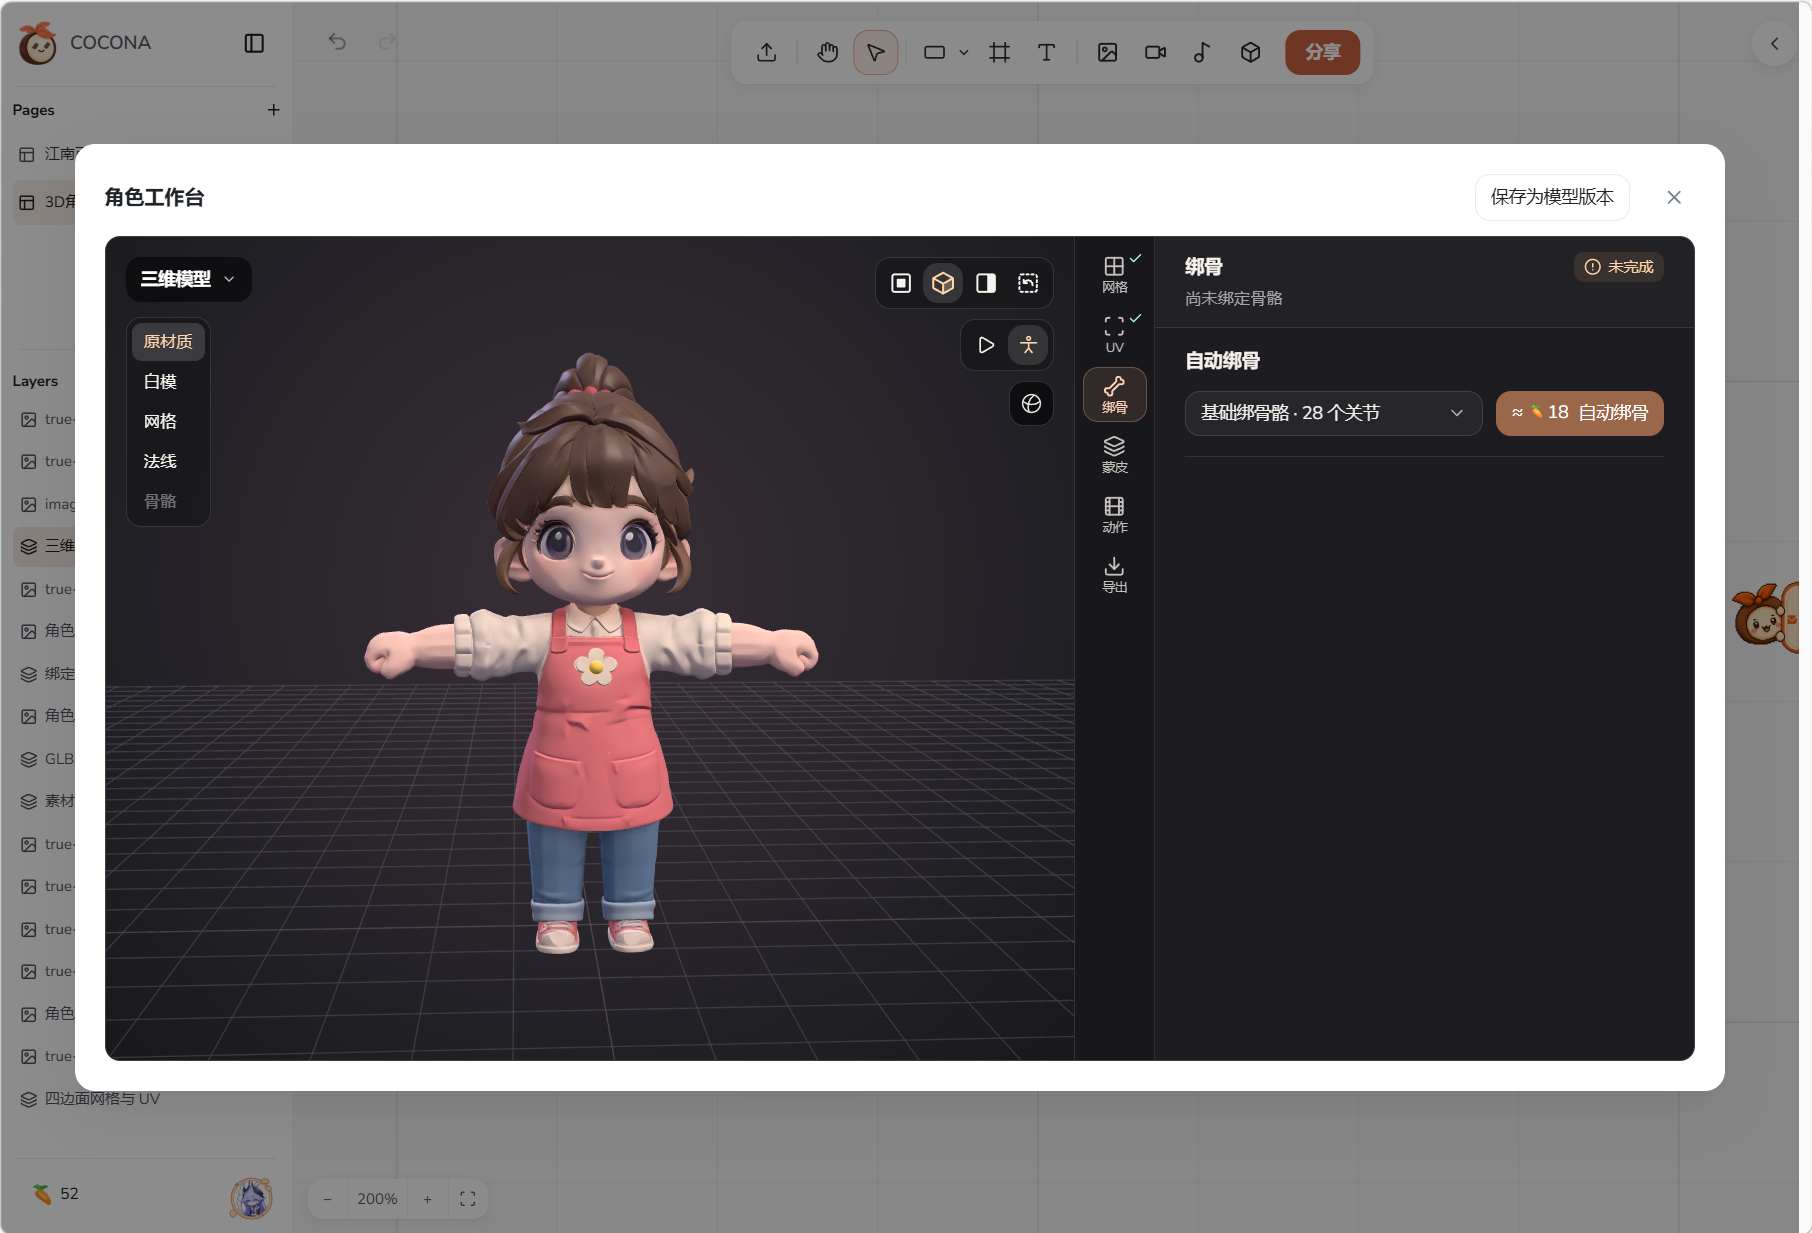 COCONA
分享
Pages
江南
3D角
Layers
true-
true-
imag
三维
true-
角色
绑定
角色
GLB
素材
true-
true-
true-
true-
角色
true-
四边面网格与 UV
52
200%
角色工作台
保存为模型版本
三维模型
原材质
白模
网格
法线
骨骼
网格
UV
绑骨
蒙皮
动作
导出
绑骨
未完成
尚未绑定骨骼
自动绑骨
基础绑骨骼 · 28 个关节
≈ 18 自动绑骨